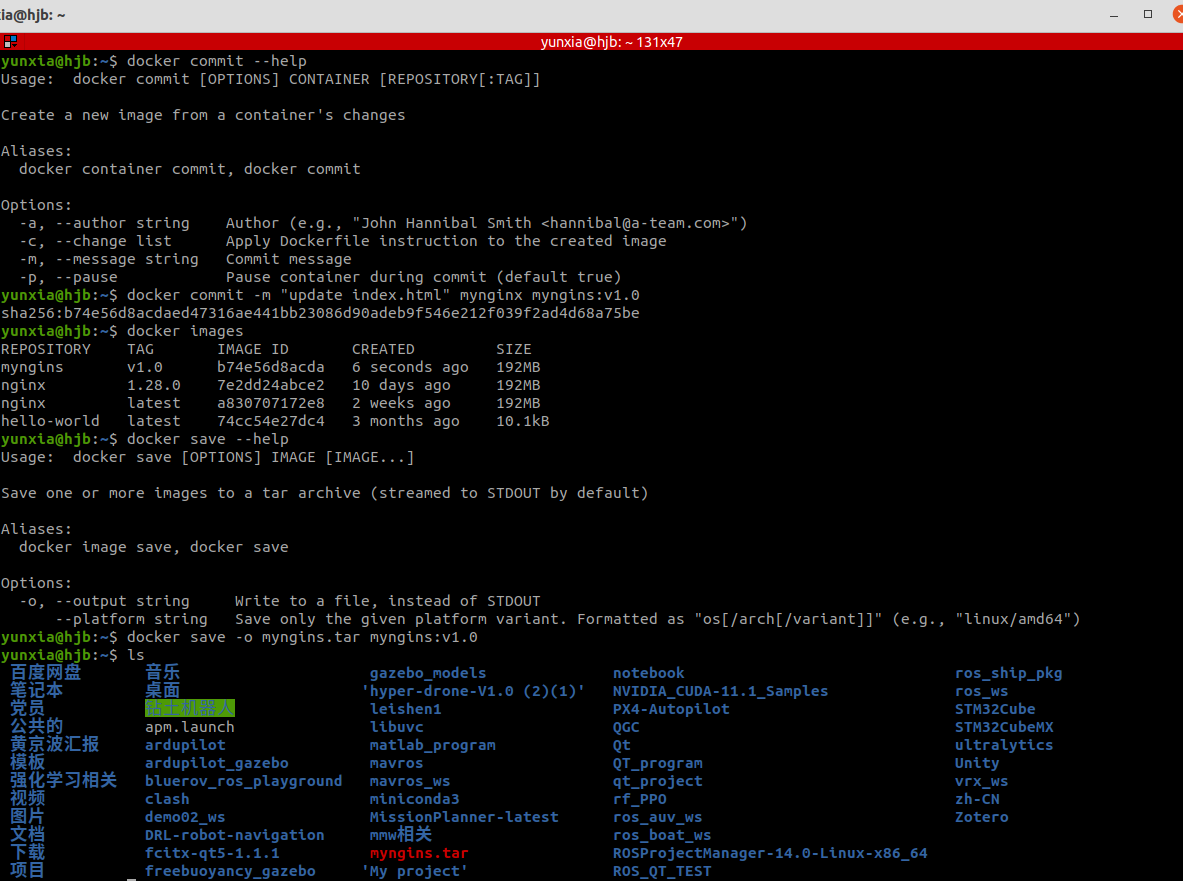 ia@hjb: ~
yunxia@hjb: ~ 131x47
yunxia@hjb:~$ docker commit --help
Usage:  docker commit [OPTIONS] CONTAINER [REPOSITORY[:TAG]]
Create a new image from a container's changes
Aliases:
  docker container commit, docker commit
Options:
  -a, --author string    Author (e.g., "John Hannibal Smith <hannibal@a-team.com>")
  -c, --change list      Apply Dockerfile instruction to the created image
  -m, --message string   Commit message
  -p, --pause            Pause container during commit (default true)
yunxia@hjb:~$ docker commit -m "update index.html" mynginx myngins:v1.0
sha256:b74e56d8acdaed47316ae441bb23086d90adeb9f546e212f039f2ad4d68a75be
yunxia@hjb:~$ docker images
REPOSITORY    TAG       IMAGE ID       CREATED         SIZE
myngins       v1.0      b74e56d8acda   6 seconds ago   192MB
nginx         1.28.0    7e2dd24abce2   10 days ago     192MB
nginx         latest    a830707172e8   2 weeks ago     192MB
hello-world   latest    74cc54e27dc4   3 months ago    10.1kB
yunxia@hjb:~$ docker save --help
Usage:  docker save [OPTIONS] IMAGE [IMAGE...]
Save one or more images to a tar archive (streamed to STDOUT by default)
Aliases:
  docker image save, docker save
Options:
  -o, --output string     Write to a file, instead of STDOUT
      --platform string   Save only the given platform variant. Formatted as "os[/arch[/variant]]" (e.g., "linux/amd64")
yunxia@hjb:~$ docker save -o myngins.tar myngins:v1.0
yunxia@hjb:~$ ls
百度网盘 音乐 gazebo_models notebook ros_ship_pkg
笔记本 桌面 'hyper-drone-V1.0 (2)(1)' NVIDIA_CUDA-11.1_Samples ros_ws
党员 钻土机器人 leishen1 PX4-Autopilot STM32Cube
公共的 apm.launch libuvc QGC STM32CubeMX
黄京波汇报 ardupilot matlab_program Qt ultralytics
模板 ardupilot_gazebo mavros QT_program Unity
强化学习相关 bluerov_ros_playground mavros_ws qt_project vrx_ws
视频 clash miniconda3 rf_PPO zh-CN
图片 demo02_ws MissionPlanner-latest ros_auv_ws Zotero
文档 DRL-robot-navigation mmw相关 ros_boat_ws
下载 fcitx-qt5-1.1.1 myngins.tar ROSProjectManager-14.0-Linux-x86_64
项目 freebuoyancy_gazebo 'My project' ROS_QT_TEST